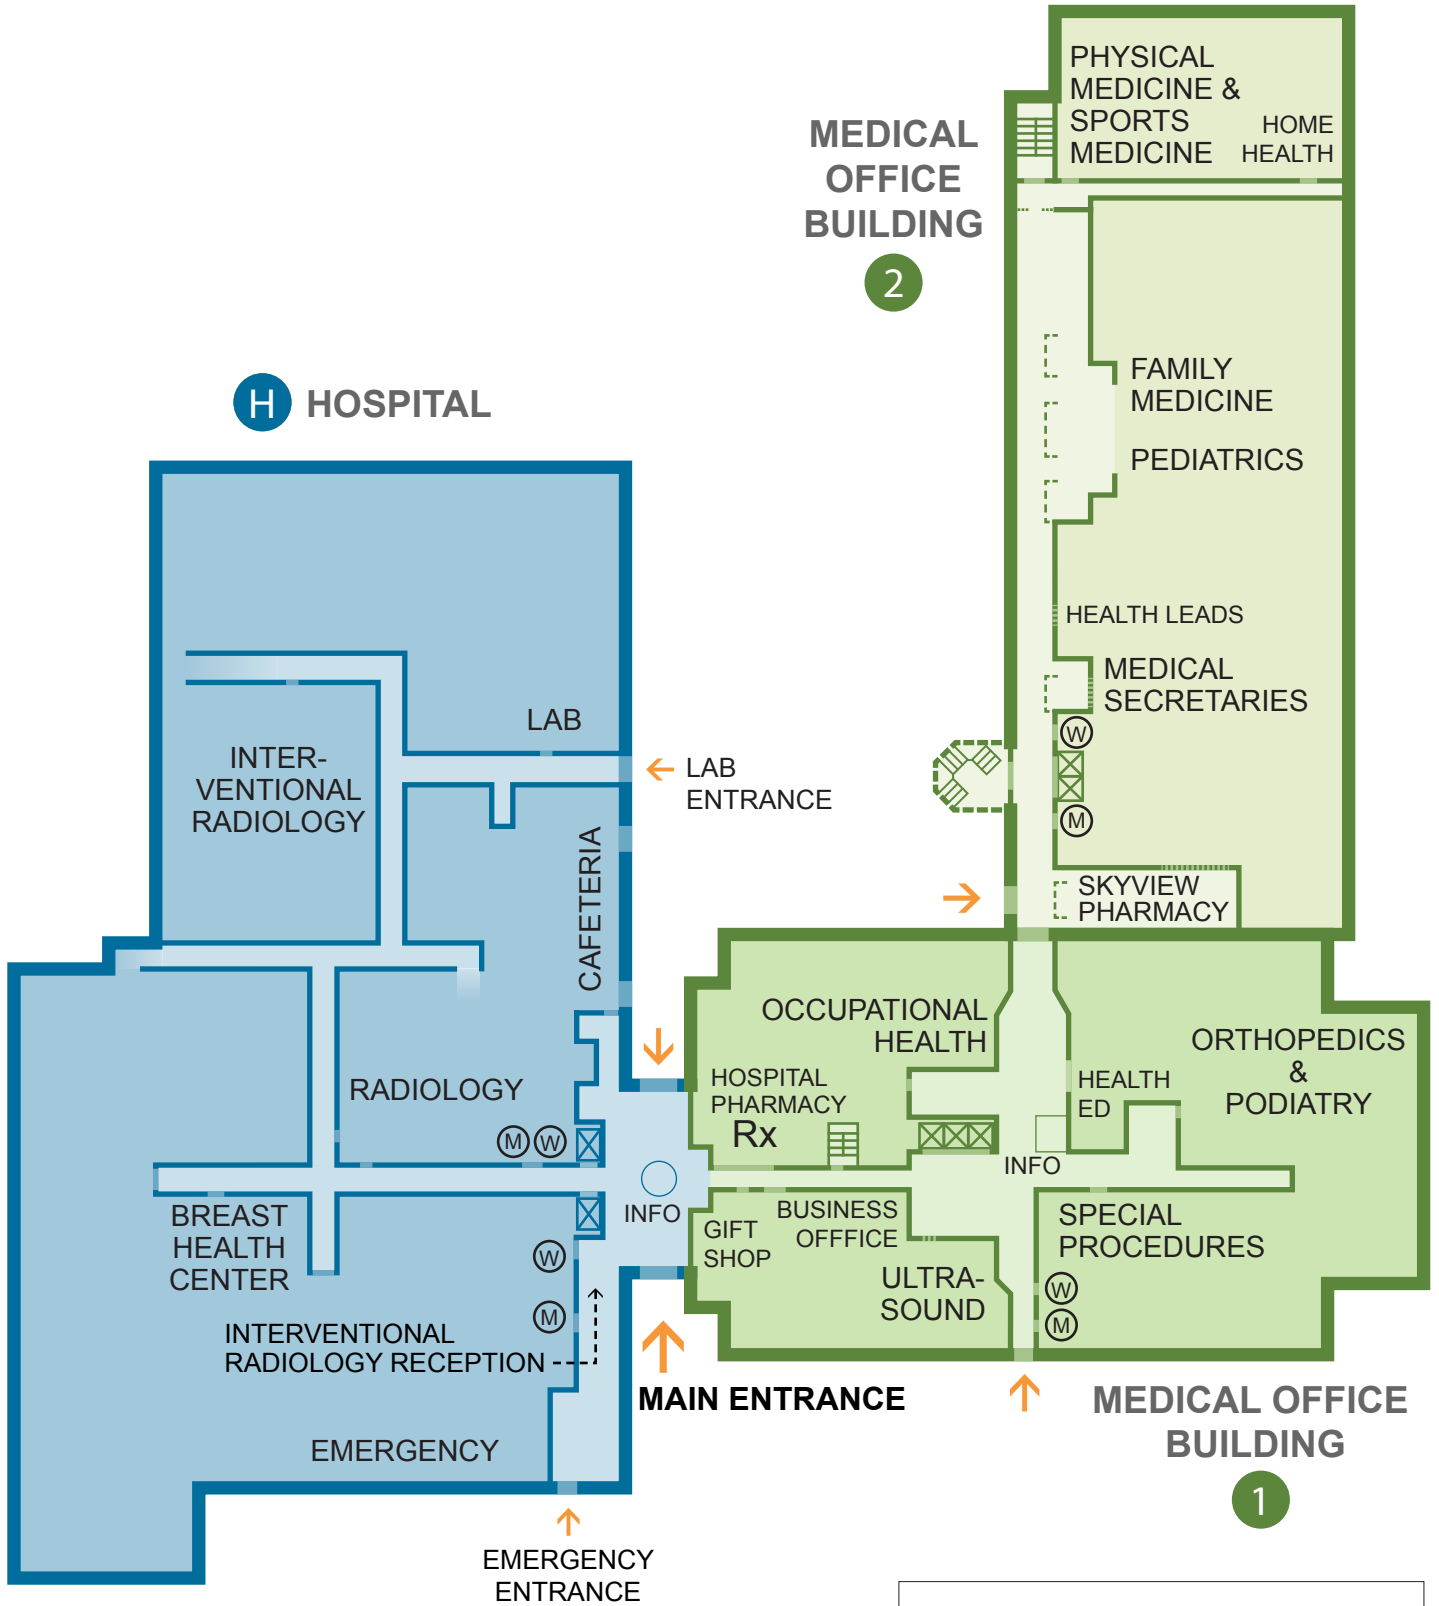 PHYSICAL
MEDICINE &
SPORTS
MEDICINE
HOME
HEALTH
MEDICAL
OFFICE
BUILDING
2
FAMILY
MEDICINE
PEDIATRICS
H HOSPITAL
HEALTH LEADS
MEDICAL
SECRETARIES
W
M
LAB
INTER-
VENTIONAL
RADIOLOGY
LAB
ENTRANCE
CAFETERIA
SKYVIEW
PHARMACY
OCCUPATIONAL
HEALTH
ORTHOPEDICS
&
PODIATRY
HOSPITAL
PHARMACY
Rx
HEALTH
ED
RADIOLOGY
M W
INFO
INFO
BREAST
HEALTH
CENTER
GIFT
SHOP
BUSINESS
OFFFICE
SPECIAL
PROCEDURES
W
M
ULTRA-
SOUND
W
M
INTERVENTIONAL
RADIOLOGY RECEPTION
MAIN ENTRANCE
MEDICAL OFFICE
BUILDING
1
EMERGENCY
EMERGENCY
ENTRANCE